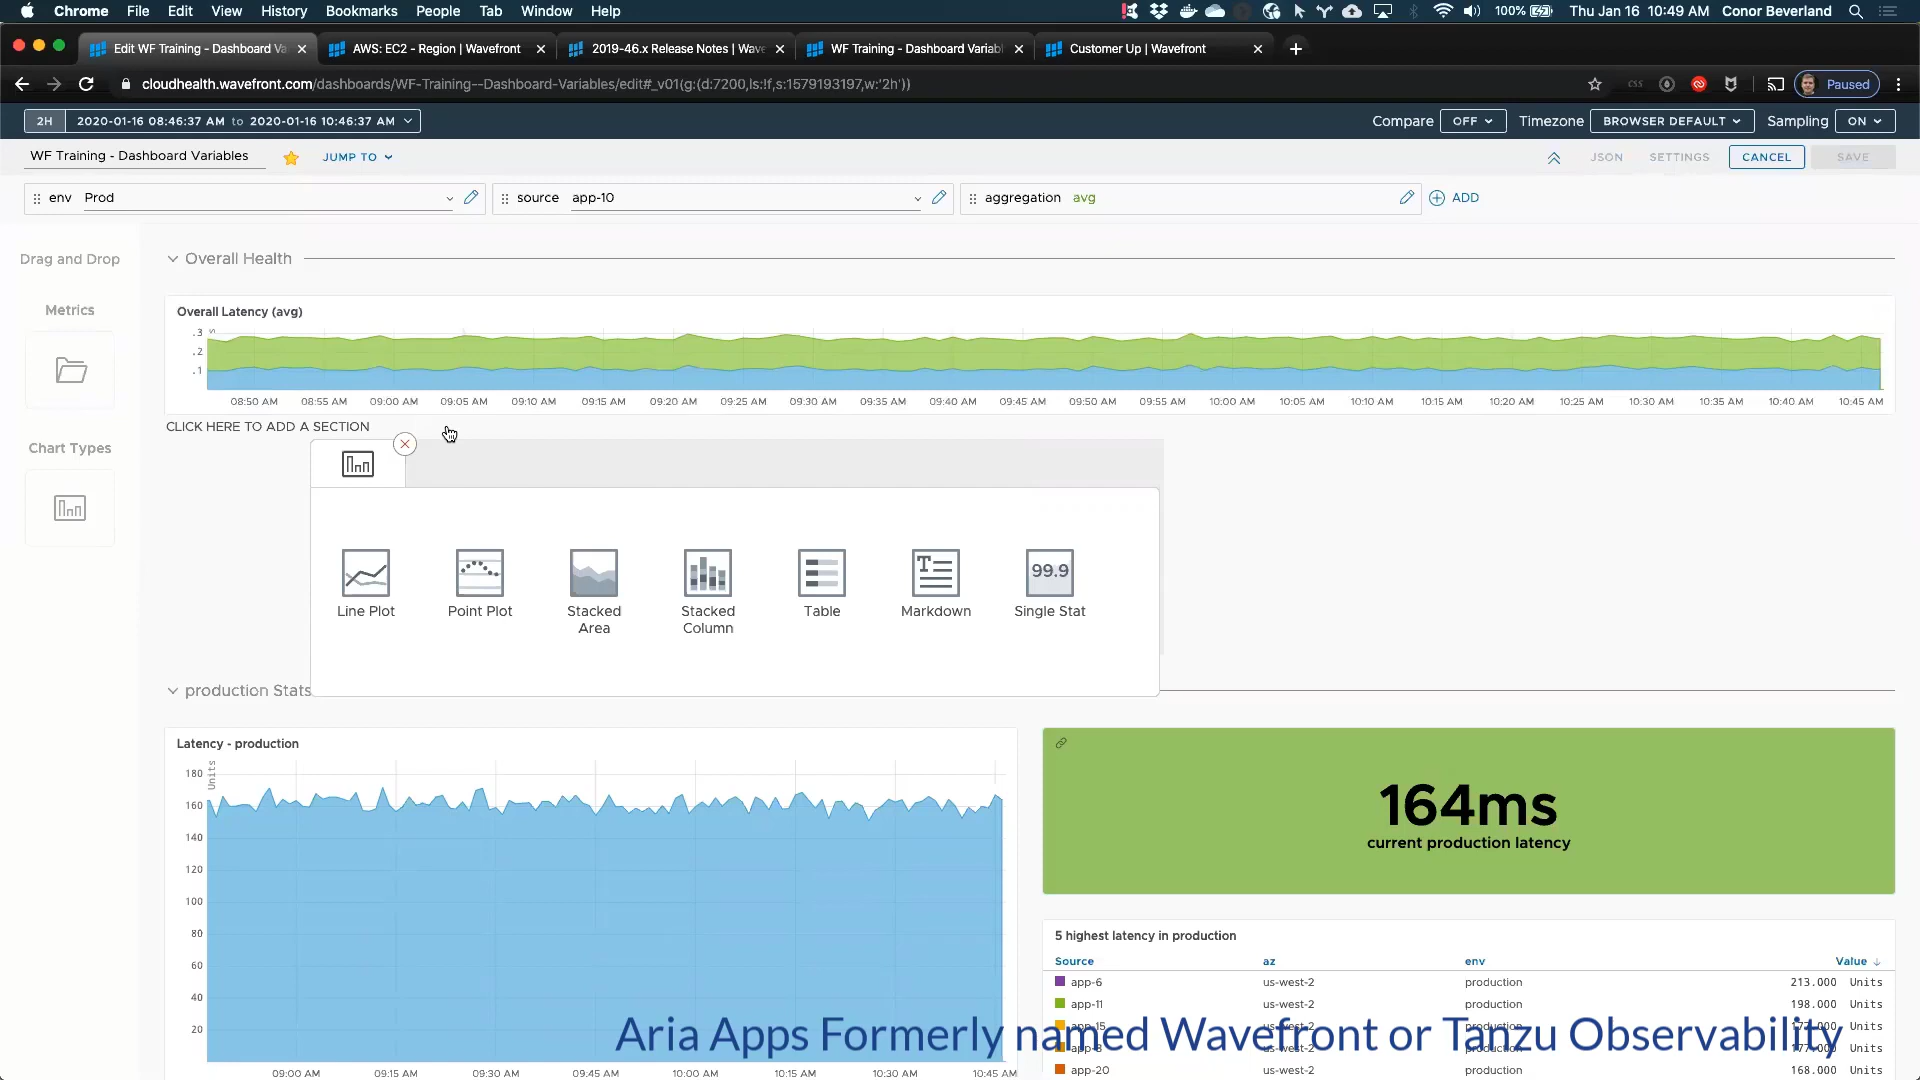 Chrome File Edit View History Bookmarks People Tab Window Help 100% Thu Jan 16 10:49 AM Conor Beverland
Edit WF Training - Dashboard Va AWS: EC2 - Region | Wavefront 2019-46.x Release Notes | Wave WF Training - Dashboard Variabl Customer Up | Wavefront
cloudhealth.wavefront.com/dashboards/WF-Training--Dashboard-Variables/edit#_v01(g:(d:7200,ls:!f,s:1579193197,w:'2h')) css Paused
2H 2020-01-16 08:46:37 AM to 2020-01-16 10:46:37 AM Compare OFF Timezone BROWSER DEFAULT Sampling ON
WF Training - Dashboard Variables JUMP TO JSON SETTINGS CANCEL SAVE
env Prod source app-10 aggregation avg ADD
Drag and Drop
Metrics
Chart Types
Overall Health
Overall Latency (avg)
.3 s
.2
.1
08:50 AM 08:55 AM 09:00 AM 09:05 AM 09:10 AM 09:15 AM 09:20 AM 09:25 AM 09:30 AM 09:35 AM 09:40 AM 09:45 AM 09:50 AM 09:55 AM 10:00 AM 10:05 AM 10:10 AM 10:15 AM 10:20 AM 10:25 AM 10:30 AM 10:35 AM 10:40 AM 10:45 AM
CLICK HERE TO ADD A SECTION
99.9
Line Plot Point Plot Stacked Area Stacked Column Table Markdown Single Stat
production Stats
Latency - production
Units
180
160
140
120
100
80
60
40
20
09:00 AM 09:15 AM 09:30 AM 09:45 AM 10:00 AM 10:15 AM 10:30 AM 10:45 AM
164ms
current production latency
5 highest latency in production
Source az env Value
app-6 us-west-2 production 213.000 Units
app-11 us-west-2 production 198.000 Units
app-15 us-west-2 production 177.000 Units
us-west-2 production 177.000 Units
app-20 us-west-2 production 168.000 Units
Aria Apps Formerly named Wavefront or Tanzu Observability